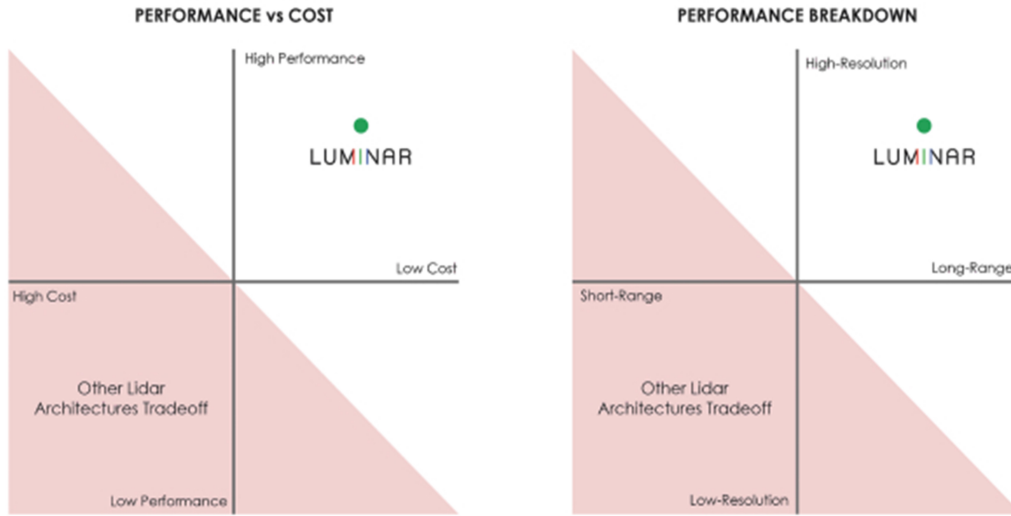 PERFORMANCE vs COST
High Performance
LUMINAR
Low Cost
High Cost
Other Lidar
Architectures Tradeoff
Low Performance
PERFORMANCE BREAKDOWN
High-Resolution
LUMINAR
Long-Range
Short-Range
Other Lidar
Architectures Tradeoff
Low-Resolution